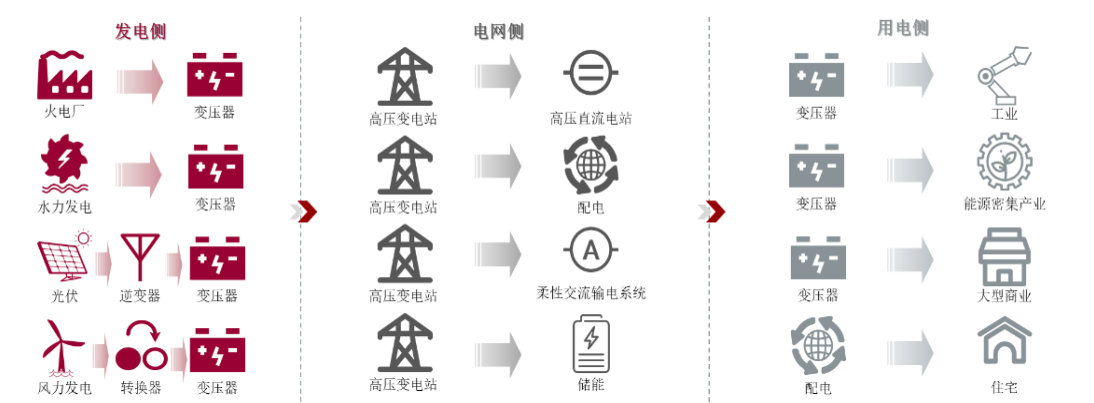 发电侧
电网侧
用电侧
火电厂
变压器
高压变电站
高压直流电站
变压器
工业
水力发电
变压器
高压变电站
配电
变压器
能源密集产业
光伏
逆变器
变压器
高压变电站
A
柔性交流输电系统
变压器
大型商业
风力发电
转换器
变压器
高压变电站
储能
配电
住宅